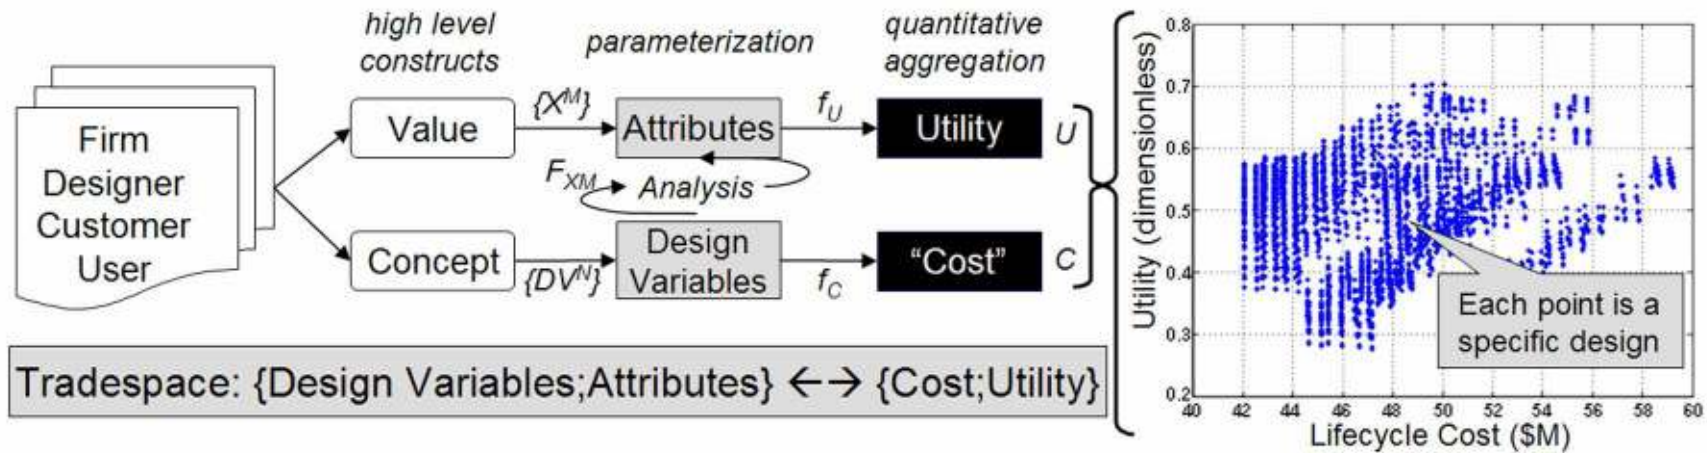 high level
constructs
parameterization
quantitative
aggregation
Firm
Designer
Customer
User
Value
{X^M}
Attributes
f_U
Utility
U
F_XM
Analysis
Concept
{DV^N}
Design
Variables
f_C
“Cost”
C
Tradespace: {Design Variables;Attributes} ←→ {Cost;Utility}
Utility (dimensionless)
0.8
0.7
0.6
0.5
0.4
0.3
0.2
Each point is a
specific design
40 42 44 46 48 50 52 54 56 58 60
Lifecycle Cost ($M)